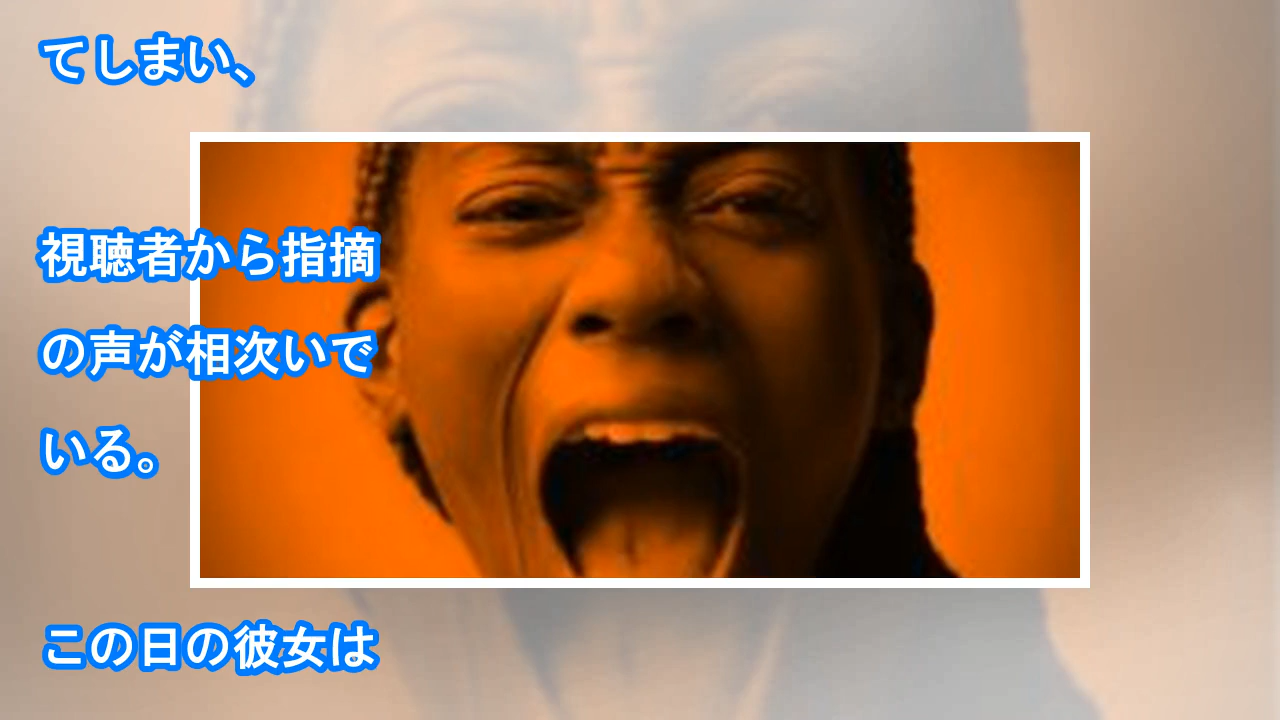 てしまい、
視聴者から指摘
の声が相次いで
いる。
この日の彼女は